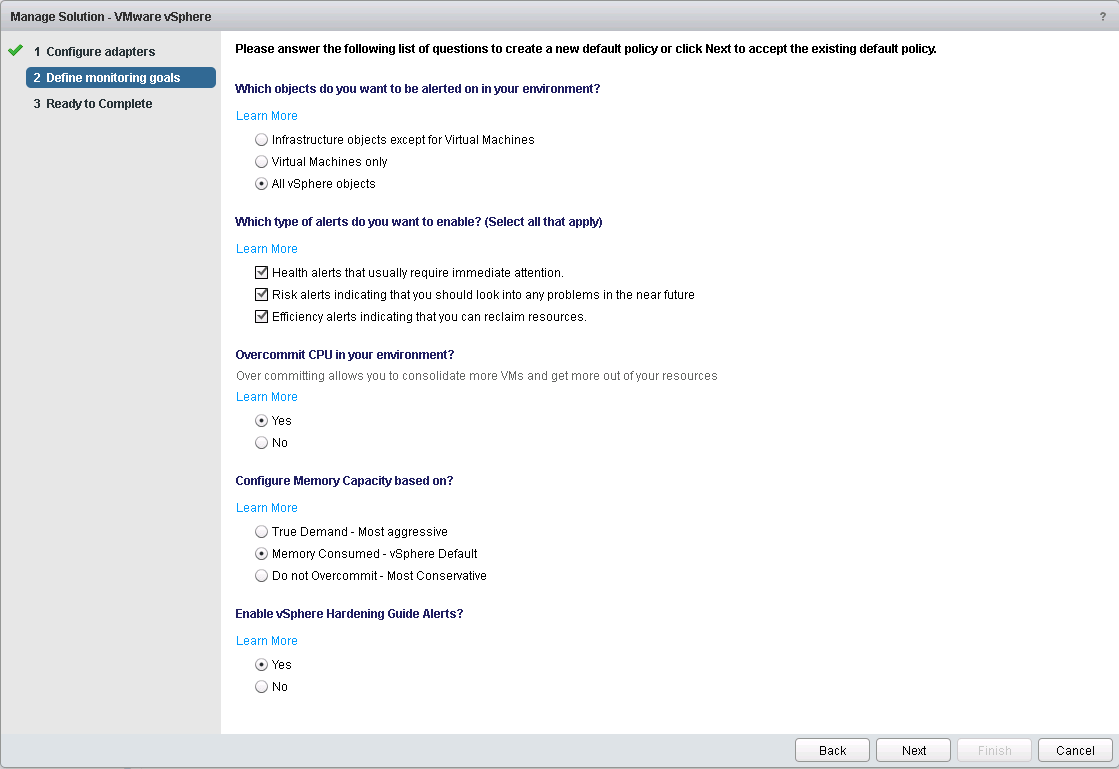 Manage Solution - VMware vSphere
?
1 Configure adapters
2 Define monitoring goals
3 Ready to Complete
Please answer the following list of questions to create a new default policy or click Next to accept the existing default policy.
Which objects do you want to be alerted on in your environment?
Learn More
Infrastructure objects except for Virtual Machines
Virtual Machines only
All vSphere objects
Which type of alerts do you want to enable? (Select all that apply)
Learn More
Health alerts that usually require immediate attention.
Risk alerts indicating that you should look into any problems in the near future
Efficiency alerts indicating that you can reclaim resources.
Overcommit CPU in your environment?
Over committing allows you to consolidate more VMs and get more out of your resources
Learn More
Yes
No
Configure Memory Capacity based on?
Learn More
True Demand - Most aggressive
Memory Consumed - vSphere Default
Do not Overcommit - Most Conservative
Enable vSphere Hardening Guide Alerts?
Learn More
Yes
No
Back Next Finish Cancel